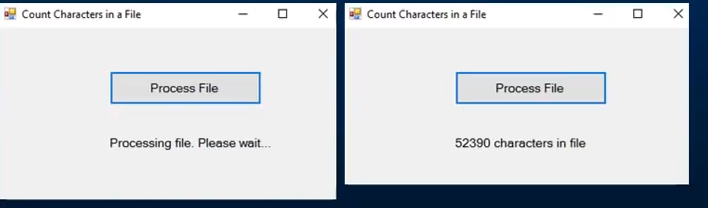 Count Characters in a File
Process File
Processing file. Please wait...
Count Characters in a File
Process File
52390 characters in file